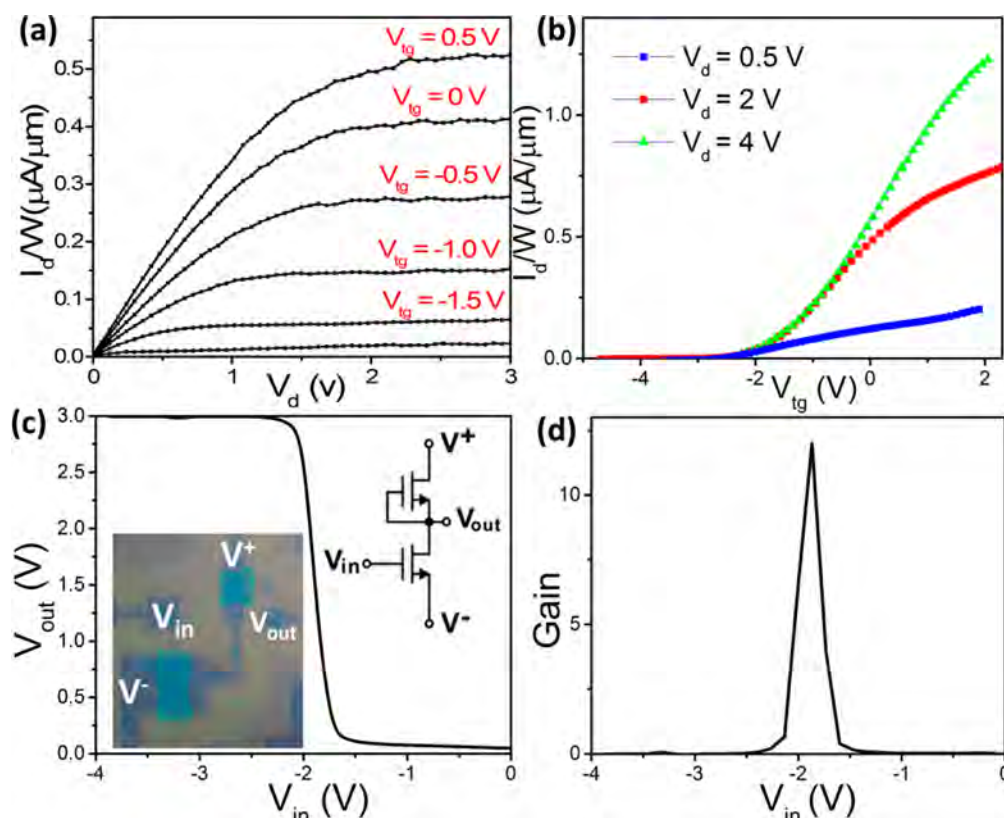 (a)
V_tg = 0.5 V
V_tg = 0 V
V_tg = -0.5 V
V_tg = -1.0 V
V_tg = -1.5 V
I_d/W(μA/μm)
0.5
0.4
0.3
0.2
0.1
0.0
0 1 2 3
V_d (v)
(b)
V_d = 0.5 V
V_d = 2 V
V_d = 4 V
I_d/W (μA/μm)
1.0
0.5
0.0
-4 -2 0 2
V_tg (V)
(c)
V_out (V)
3.0
2.5
2.0
1.5
1.0
0.5
0.0
-4 -3 -2 -1 0
V_in (V)
V+
V_out
V_in
V-
V+
V_in
V_out
V-
(d)
Gain
10
5
0
-4 -3 -2 -1 0
V_in (V)